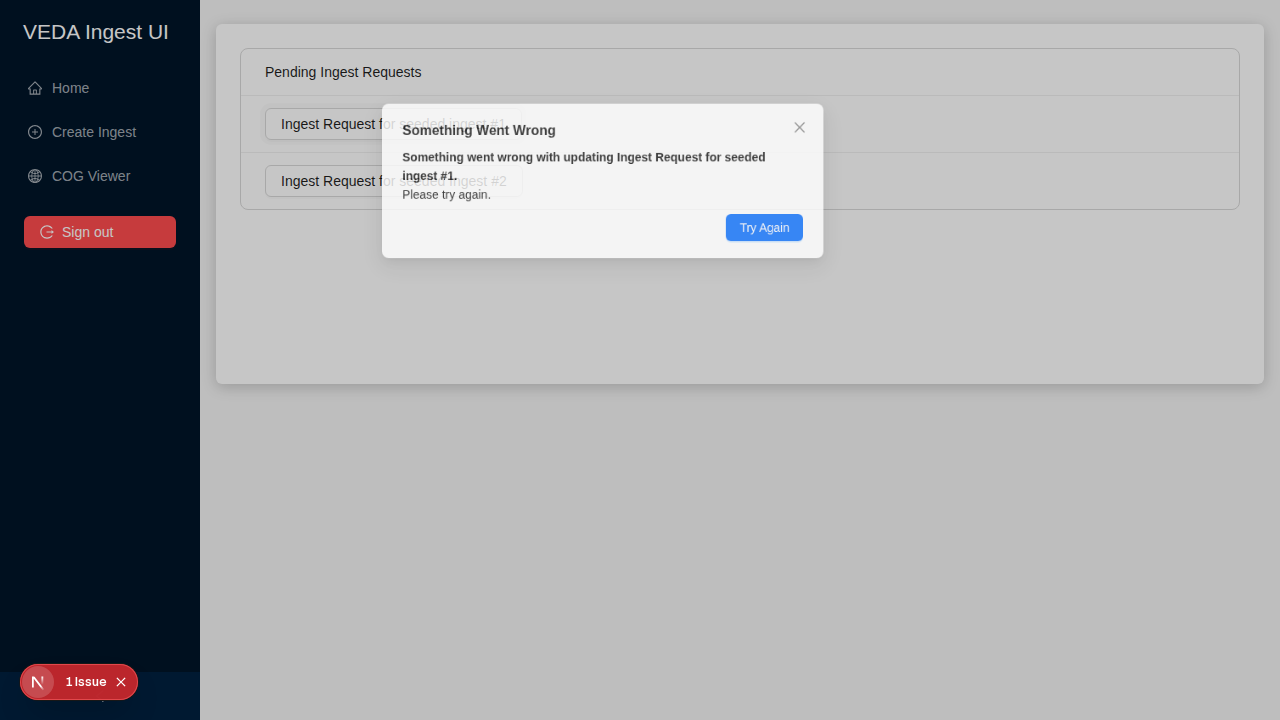 VEDA Ingest UI
Home
Create Ingest
COG Viewer
Sign out
Pending Ingest Requests
Ingest Request for seeded ingest #1
Ingest Request for seeded ingest #2
Something Went Wrong
Something went wrong with updating Ingest Request for seeded
ingest #1.
Please try again.
Try Again
1 Issue